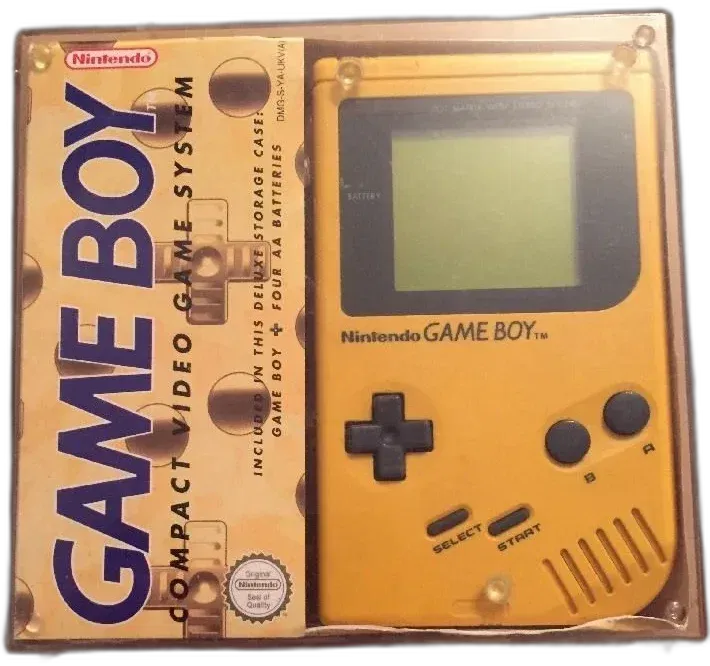 Nintendo
GAME BOY
TM
COMPACT VIDEO GAME SYSTEM
INCLUDED IN THIS DELUXE STORAGE CASE:
GAME BOY + FOUR AA BATTERIES
DMG-S-YA-UKV(A)
Original
Nintendo
Seal of
Quality
BATTERY
Nintendo GAME BOY TM
B
A
SELECT
START